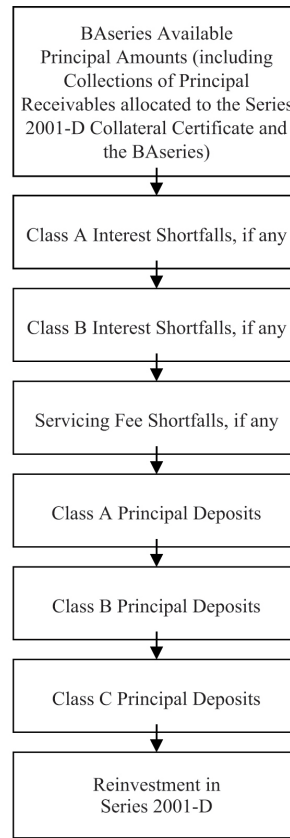 BAseries Available
Principal Amounts (including
Collections of Principal
Receivables allocated to the Series
2001-D Collateral Certificate and
the BAseries)
Class A Interest Shortfalls, if any
Class B Interest Shortfalls, if any
Servicing Fee Shortfalls, if any
Class A Principal Deposits
Class B Principal Deposits
Class C Principal Deposits
Reinvestment in
Series 2001-D